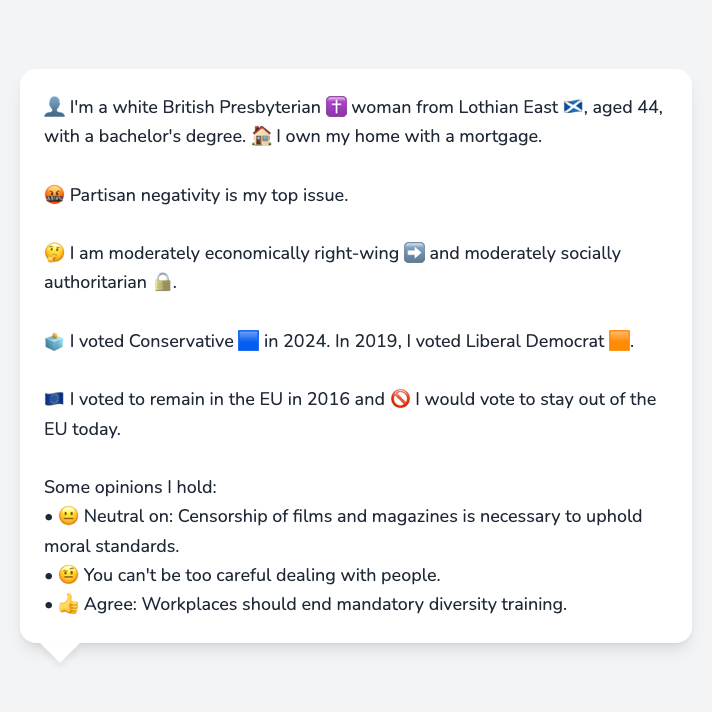 👤 I'm a white British Presbyterian ✝️ woman from Lothian East 🏴󠁧󠁢󠁳󠁣󠁴󠁿, aged 44,
with a bachelor's degree. 🏠 I own my home with a mortgage.
🤬 Partisan negativity is my top issue.
🤔 I am moderately economically right-wing ➡️ and moderately socially
authoritarian 🔒.
🗳️ I voted Conservative 🟦 in 2024. In 2019, I voted Liberal Democrat 🟧.
🇪🇺 I voted to remain in the EU in 2016 and 🚫 I would vote to stay out of the
EU today.
Some opinions I hold:
• 😐 Neutral on: Censorship of films and magazines is necessary to uphold
moral standards.
• 🤨 You can't be too careful dealing with people.
• 👍 Agree: Workplaces should end mandatory diversity training.